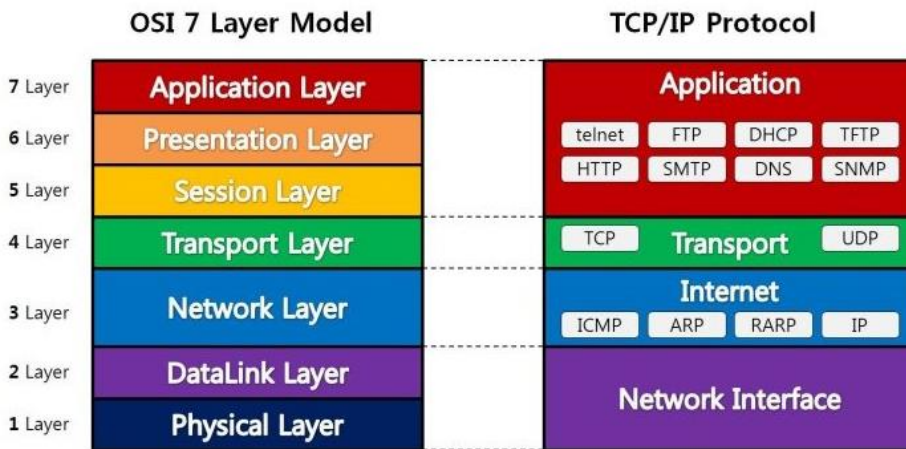 OSI 7 Layer Model
TCP/IP Protocol
7 Layer
Application Layer
Application
6 Layer
Presentation Layer
telnet FTP DHCP TFTP
HTTP SMTP DNS SNMP
5 Layer
Session Layer
4 Layer
Transport Layer
TCP Transport UDP
3 Layer
Network Layer
Internet
ICMP ARP RARP IP
2 Layer
DataLink Layer
Network Interface
1 Layer
Physical Layer